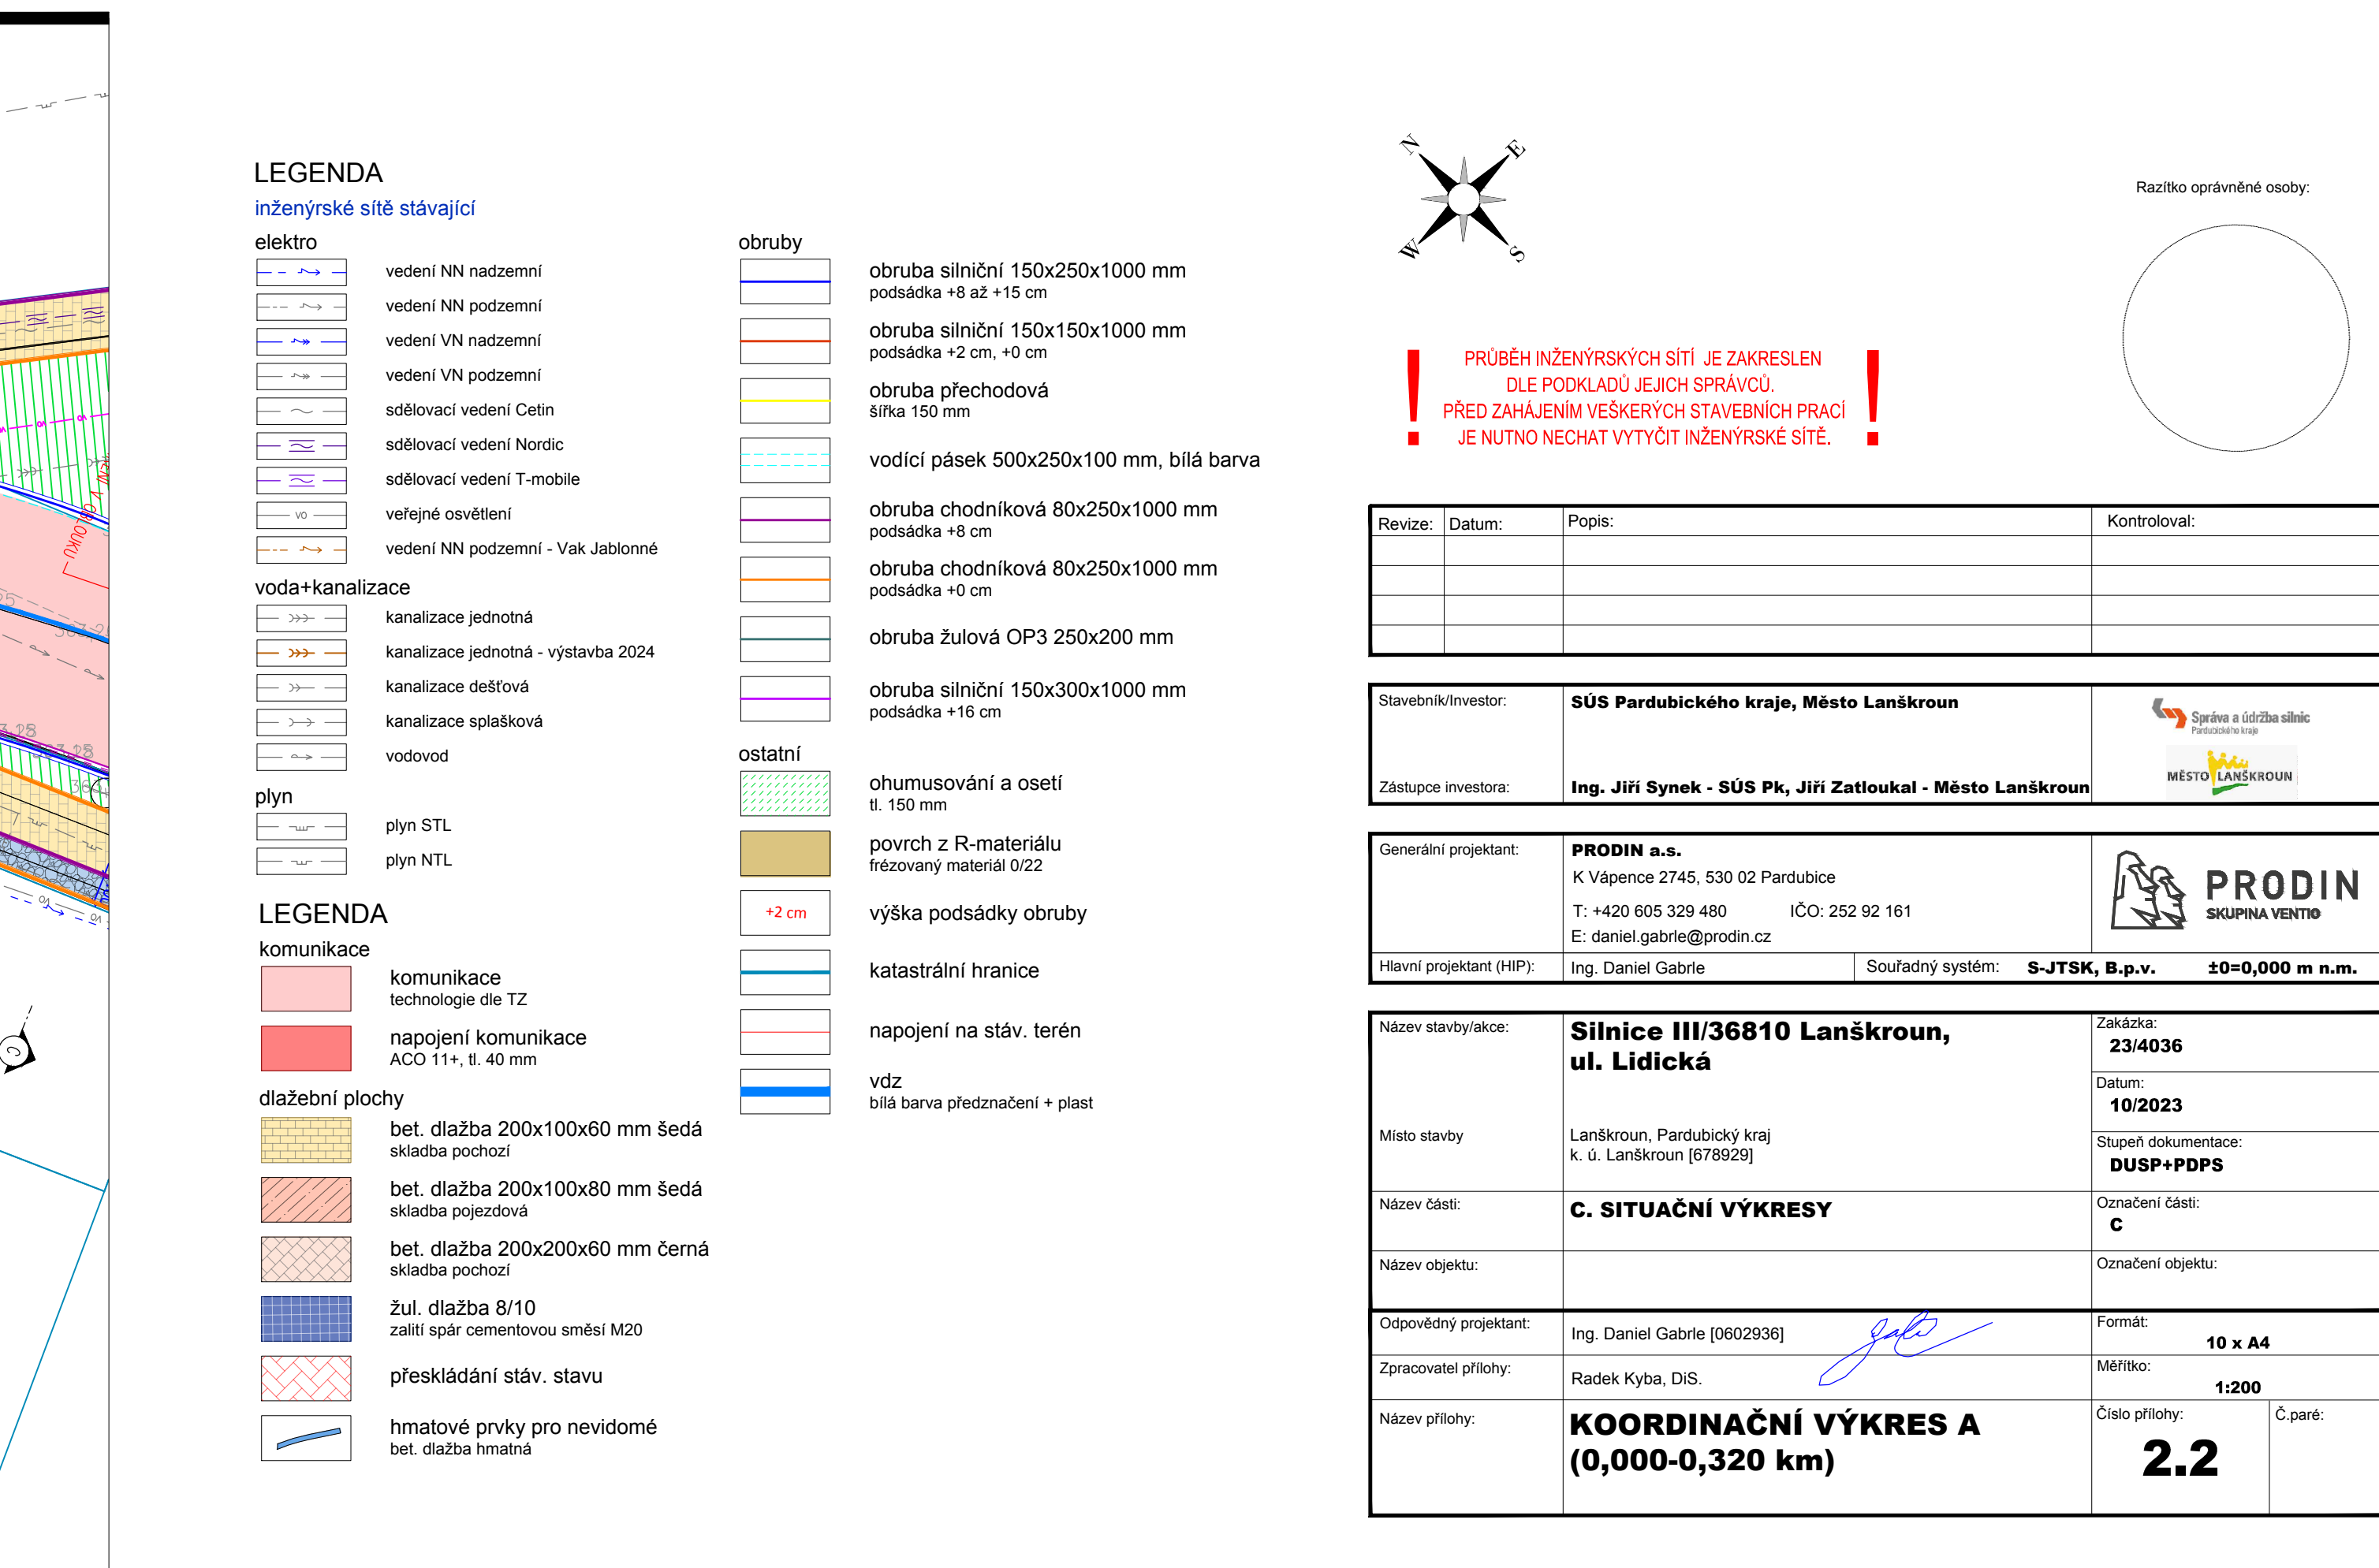 LEGENDA
inženýrské sítě stávající
elektro
vedení NN nadzemní
vedení NN podzemní
vedení VN nadzemní
vedení VN podzemní
sdělovací vedení Cetin
sdělovací vedení Nordic
sdělovací vedení T-mobile
vo
veřejné osvětlení
vedení NN podzemní - Vak Jablonné
voda+kanalizace
kanalizace jednotná
kanalizace jednotná - výstavba 2024
kanalizace dešťová
kanalizace splašková
vodovod
plyn
plyn STL
plyn NTL
LEGENDA
komunikace
komunikace
technologie dle TZ
napojení komunikace
ACO 11+, tl. 40 mm
dlažební plochy
bet. dlažba 200x100x60 mm šedá
skladba pochozí
bet. dlažba 200x100x80 mm šedá
skladba pojezdová
bet. dlažba 200x200x60 mm černá
skladba pochozí
žul. dlažba 8/10
zalití spár cementovou směsí M20
přeskládání stáv. stavu
hmatové prvky pro nevidomé
bet. dlažba hmatná
obruby
obruba silniční 150x250x1000 mm
podsádka +8 až +15 cm
obruba silniční 150x150x1000 mm
podsádka +2 cm, +0 cm
obruba přechodová
šířka 150 mm
vodící pásek 500x250x100 mm, bílá barva
obruba chodníková 80x250x1000 mm
podsádka +8 cm
obruba chodníková 80x250x1000 mm
podsádka +0 cm
obruba žulová OP3 250x200 mm
obruba silniční 150x300x1000 mm
podsádka +16 cm
ostatní
ohumusování a osetí
tl. 150 mm
povrch z R-materiálu
frézovaný materiál 0/22
+2 cm
výška podsádky obruby
katastrální hranice
napojení na stáv. terén
vdz
bílá barva předznačení + plast
N E
W S
Razítko oprávněné osoby:
! PRŮBĚH INŽENÝRSKÝCH SÍTÍ JE ZAKRESLEN !
DLE PODKLADŮ JEJICH SPRÁVCŮ.
PŘED ZAHÁJENÍM VEŠKERÝCH STAVEBNÍCH PRACÍ
JE NUTNO NECHAT VYTYČIT INŽENÝRSKÉ SÍTĚ.
Revize: Datum: Popis: Kontroloval:
Stavebník/Investor: SÚS Pardubického kraje, Město Lanškroun
Správa a údržba silnic
Pardubického kraje
MĚSTO LANŠKROUN
Zástupce investora: Ing. Jiří Synek - SÚS Pk, Jiří Zatloukal - Město Lanškroun
Generální projektant: PRODIN a.s.
K Vápence 2745, 530 02 Pardubice
T: +420 605 329 480 IČO: 252 92 161
E: daniel.gabrle@prodin.cz
PRODIN
SKUPINA VENTIO
Hlavní projektant (HIP): Ing. Daniel Gabrle Souřadný systém: S-JTSK, B.p.v. ±0=0,000 m n.m.
Název stavby/akce: Silnice III/36810 Lanškroun,
ul. Lidická
Zakázka:
23/4036
Datum:
10/2023
Místo stavby Lanškroun, Pardubický kraj
k. ú. Lanškroun [678929]
Stupeň dokumentace:
DUSP+PDPS
Název části: C. SITUAČNÍ VÝKRESY
Označení části:
C
Název objektu: Označení objektu:
Odpovědný projektant: Ing. Daniel Gabrle [0602936]
Formát:
10 x A4
Zpracovatel přílohy: Radek Kyba, DiS.
Měřítko:
1:200
Název přílohy: KOORDINAČNÍ VÝKRES A
(0,000-0,320 km)
Číslo přílohy:
2.2
Č.paré: